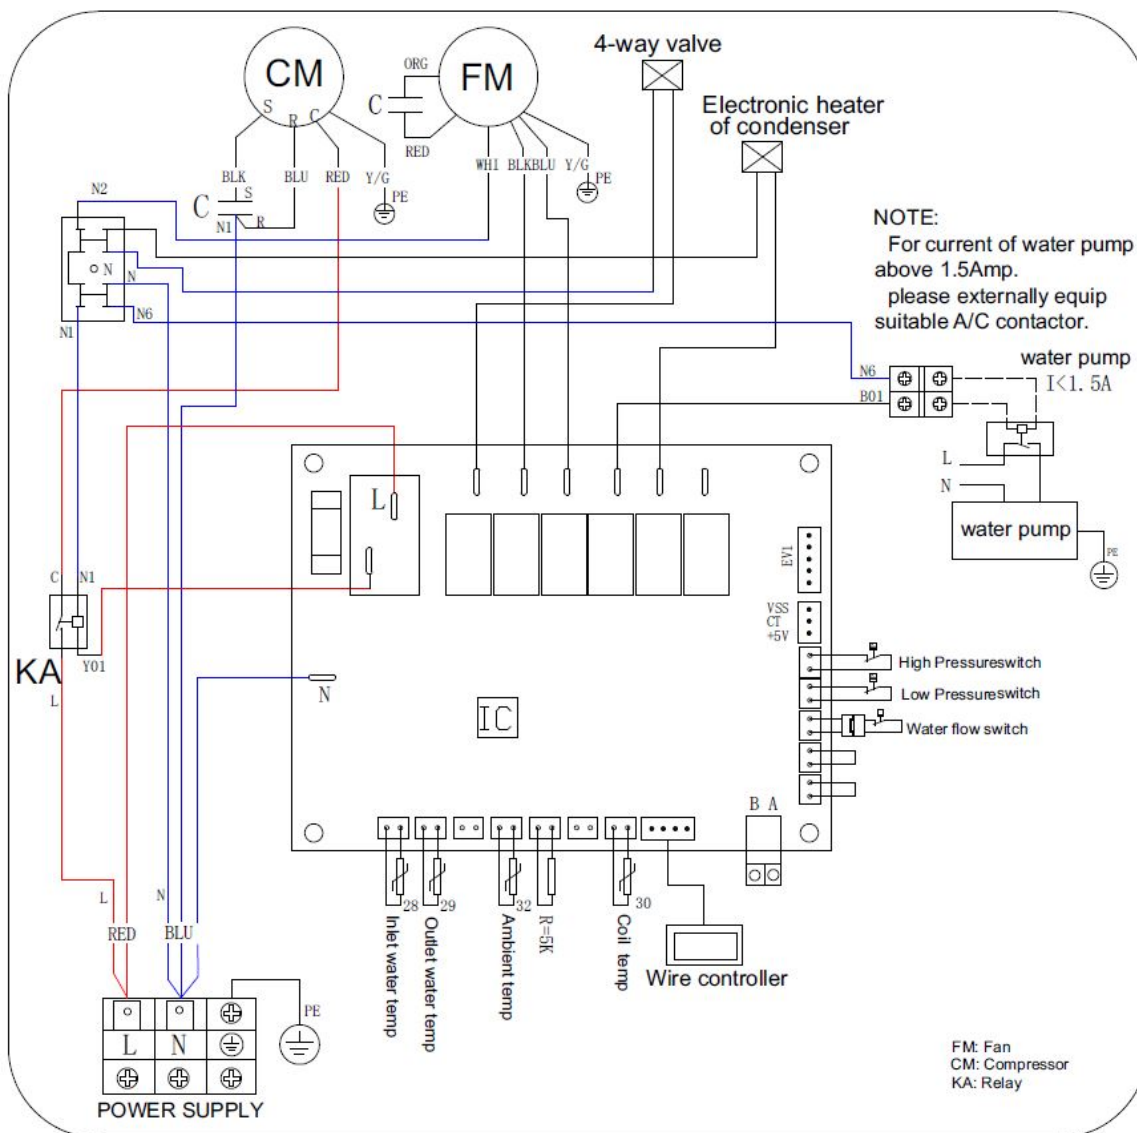 4-way valve
CM
FM
ORG
C
S
R
C
RED
Electronic heater
of condenser
BLK
BLU
RED
Y/G
PE
WHI
BLK
BLU
Y/G
PE
C
S
N1
R
N2
N
N
N6
N1
NOTE:
For current of water pump
above 1.5Amp.
please externally equip
suitable A/C contactor.
water pump
I<1.5A
N6
B01
L
N
water pump
PE
L
EV1
VSS
CT
+5V
C
N1
KA
Y01
L
N
IC
High Pressureswitch
Low Pressureswitch
Water flow switch
B A
28
29
32
30
Inlet water temp
Outlet water temp
Ambient temp
R=5K
Coil temp
Wire controller
L
N
RED
BLU
PE
L
N
POWER SUPPLY
FM: Fan
CM: Compressor
KA: Relay